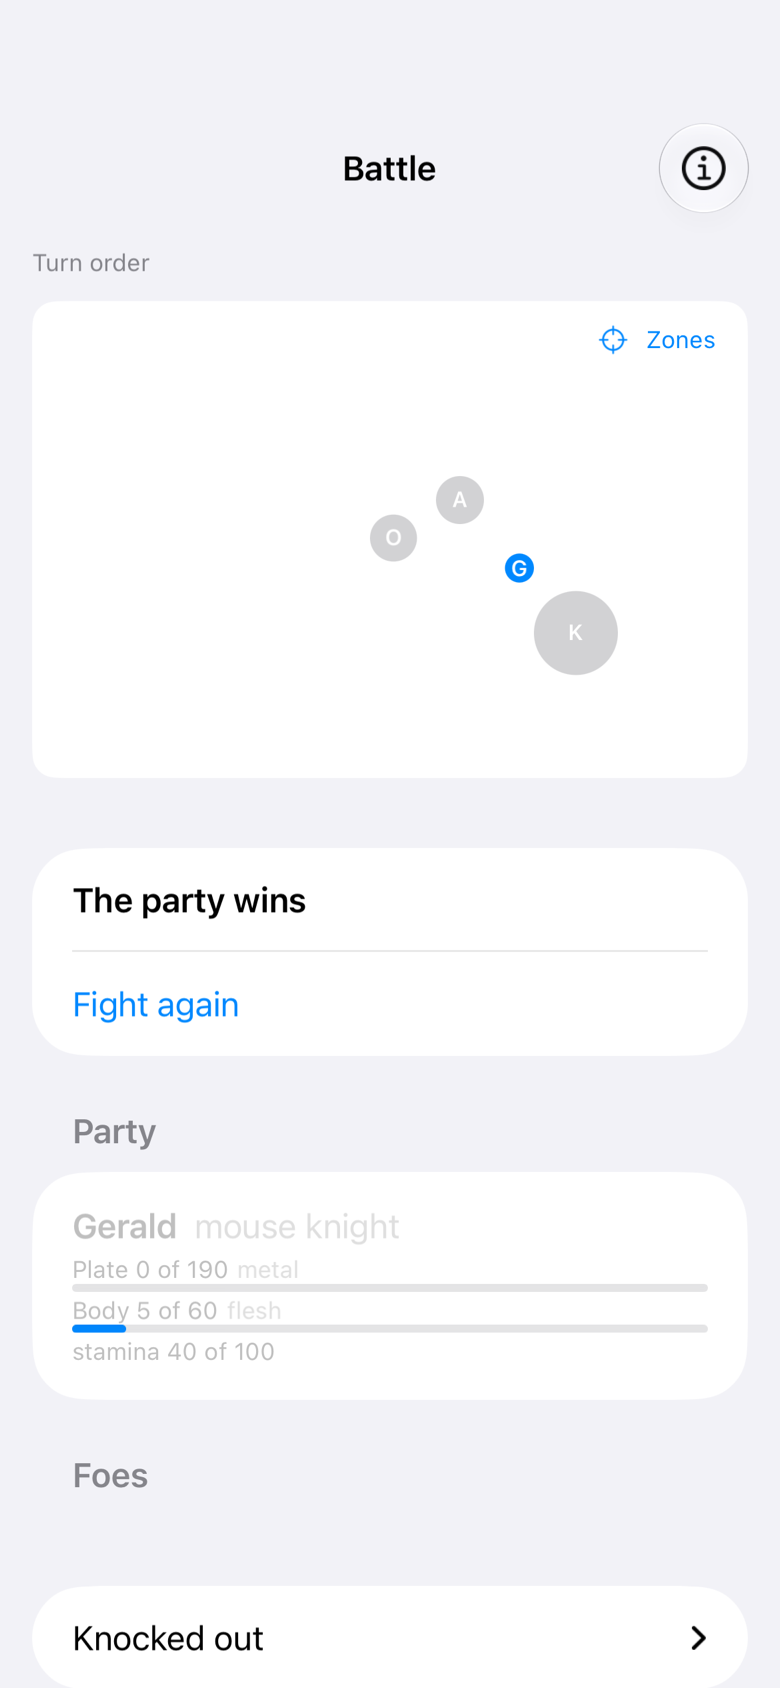 Battle
Turn order
Zones
A
O
G
K
The party wins
Fight again
Party
Gerald mouse knight
Plate 0 of 190 metal
Body 5 of 60 flesh
stamina 40 of 100
Foes
Knocked out